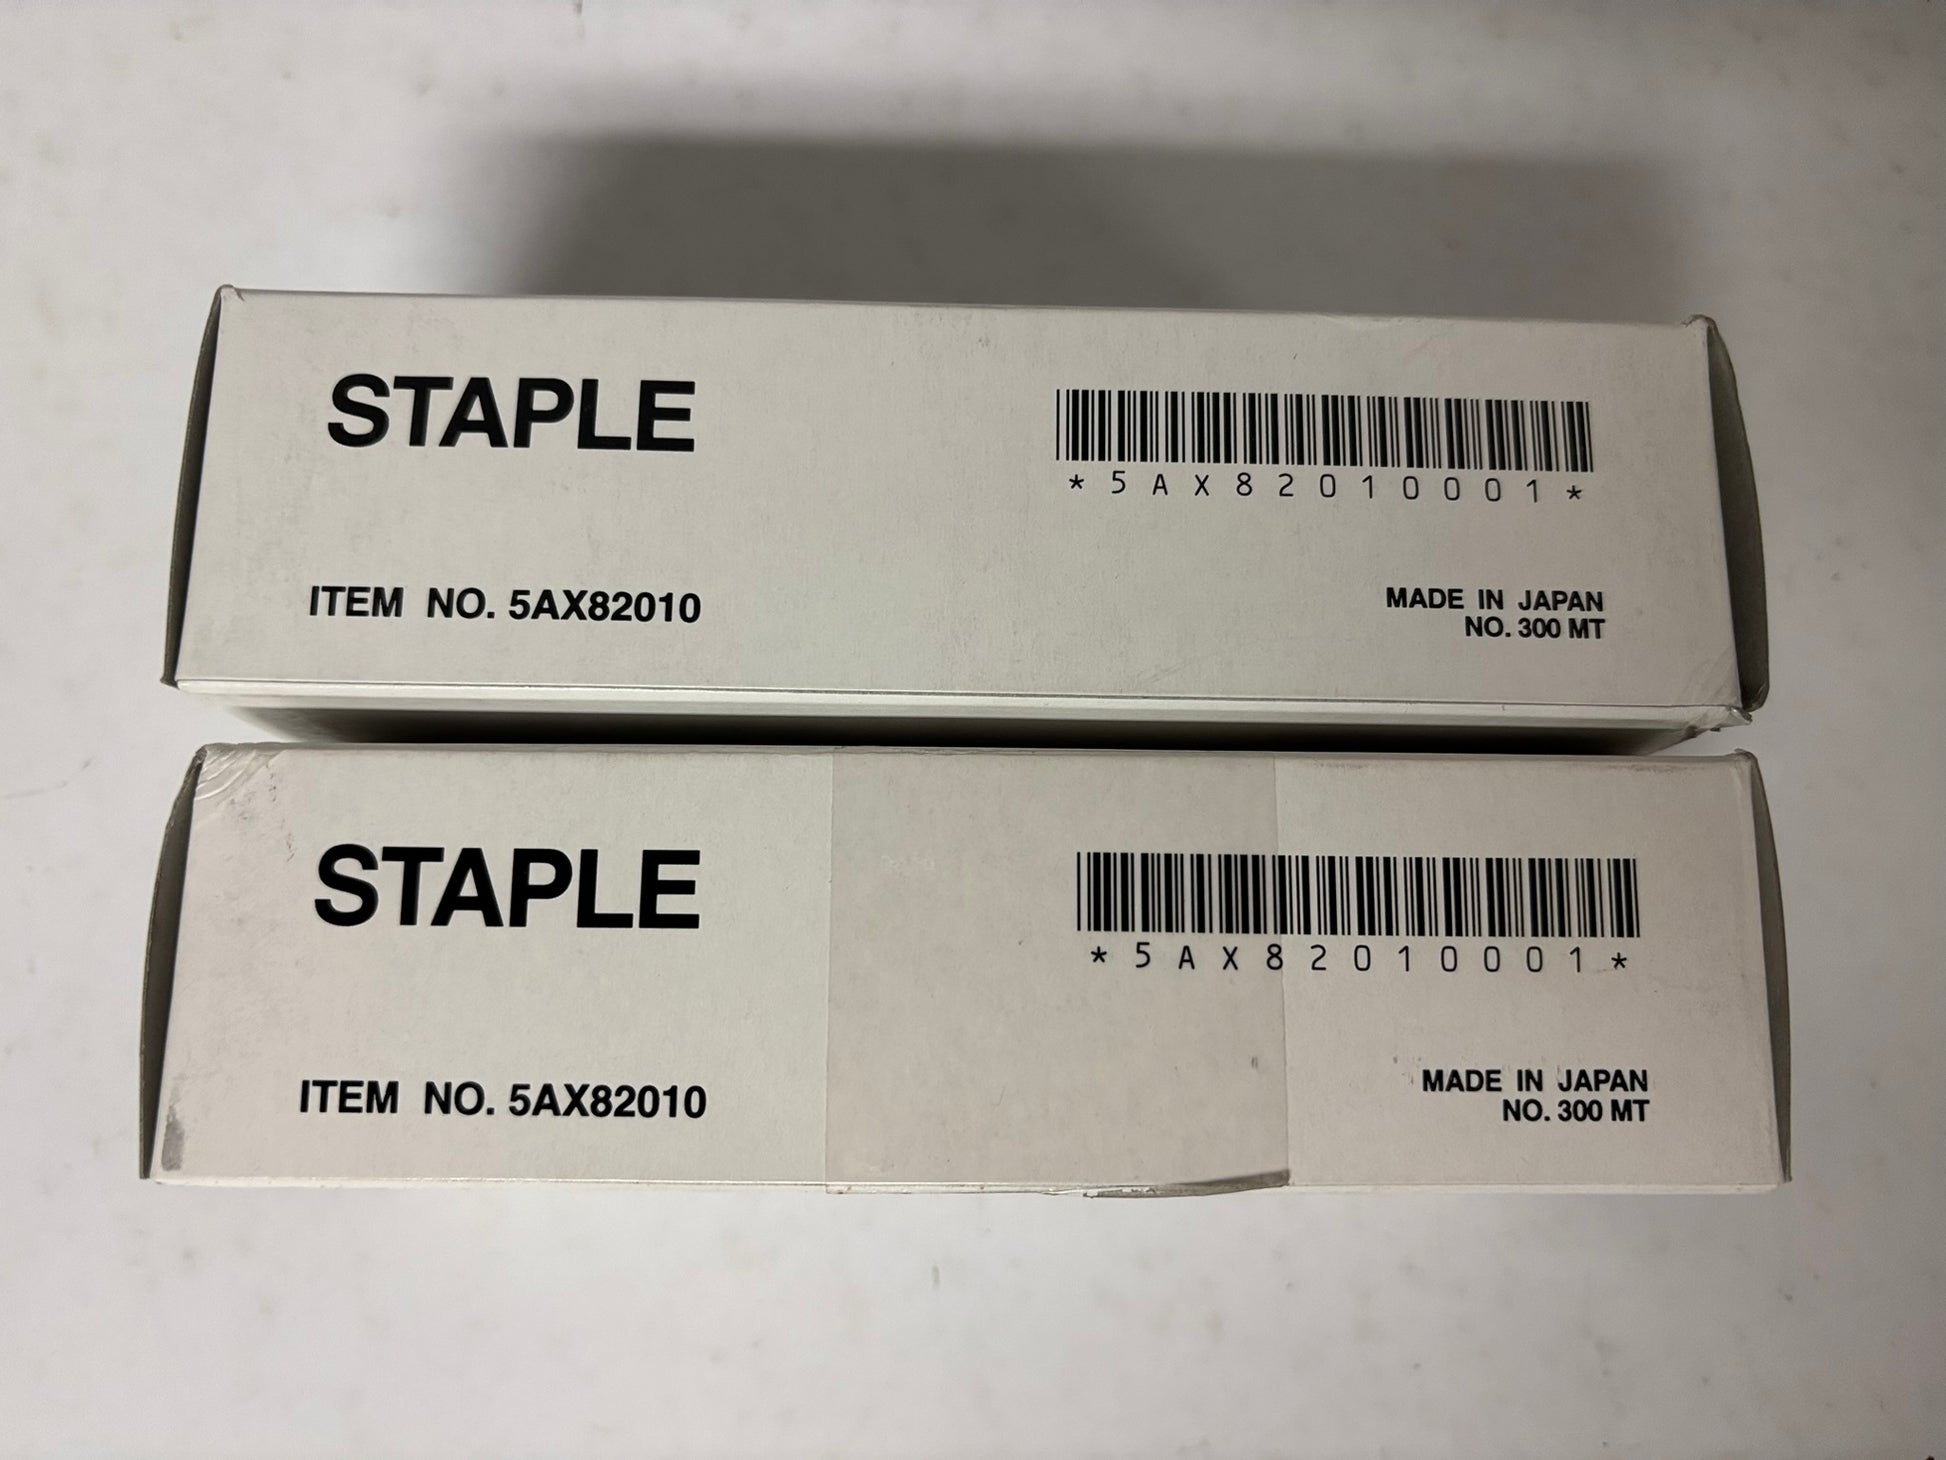 STAPLE
*5AX82010001*
ITEM NO. 5AX82010
MADE IN JAPAN
NO. 300 MT
STAPLE
*5AX82010001*
ITEM NO. 5AX82010
MADE IN JAPAN
NO. 300 MT